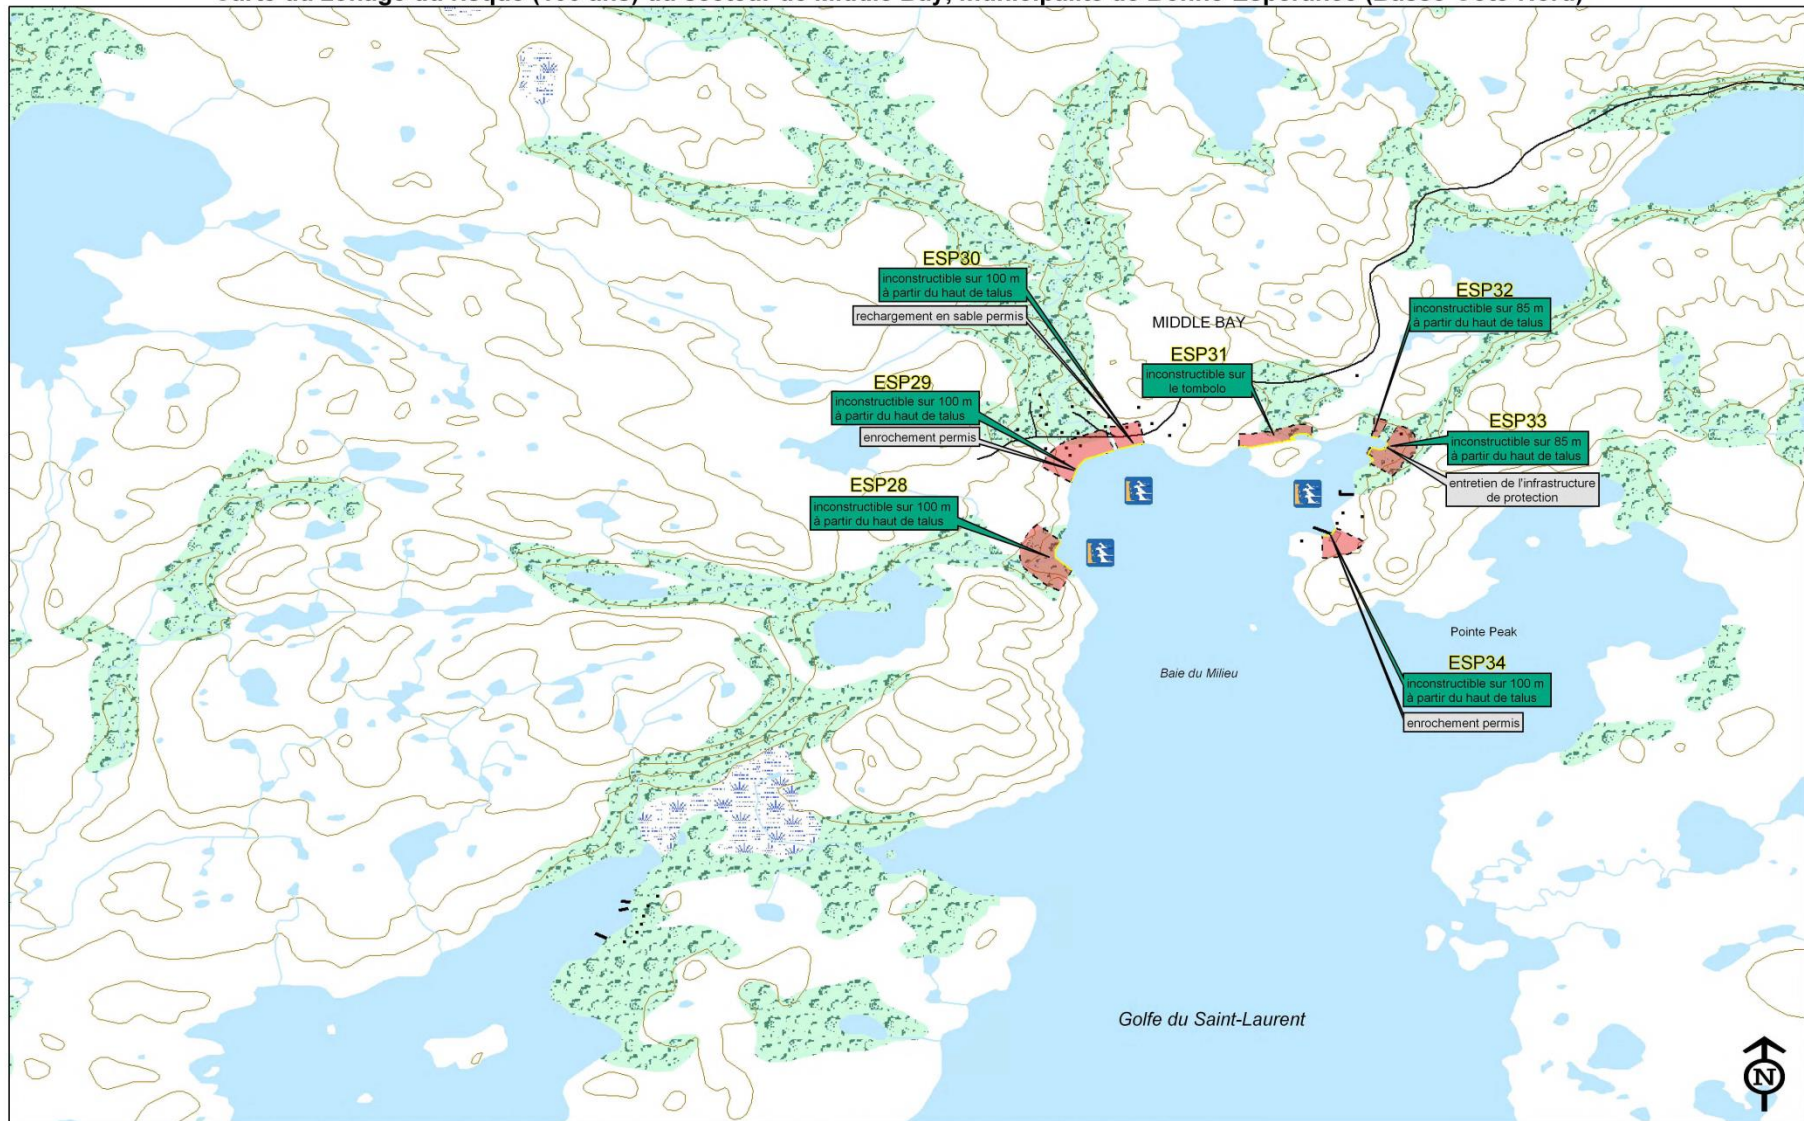 ESP30
inconstructible sur 100 m
à partir du haut de talus
rechargement en sable permis
MIDDLE BAY
ESP32
inconstructible sur 85 m
à partir du haut de talus
ESP31
inconstructible sur
le tombolo
ESP29
inconstructible sur 100 m
à partir du haut de talus
enrochement permis
ESP33
inconstructible sur 85 m
à partir du haut de talus
entretien de l'infrastructure
de protection
ESP28
inconstructible sur 100 m
à partir du haut de talus
Pointe Peak
Baie du Milieu
ESP34
inconstructible sur 100 m
à partir du haut de talus
enrochement permis
Golfe du Saint-Laurent
N